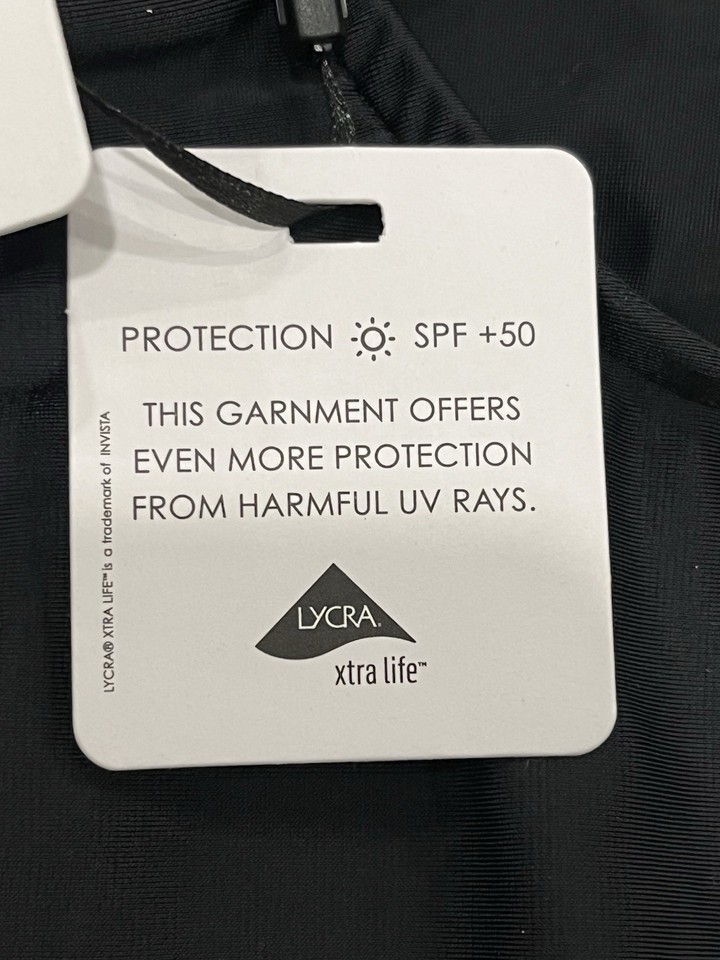 PROTECTION SPF +50
THIS GARNMENT OFFERS
EVEN MORE PROTECTION
FROM HARMFUL UV RAYS.
LYCRA.
xtra life™
LYCRA® XTRA LIFE™ is a trademark of INVISTA